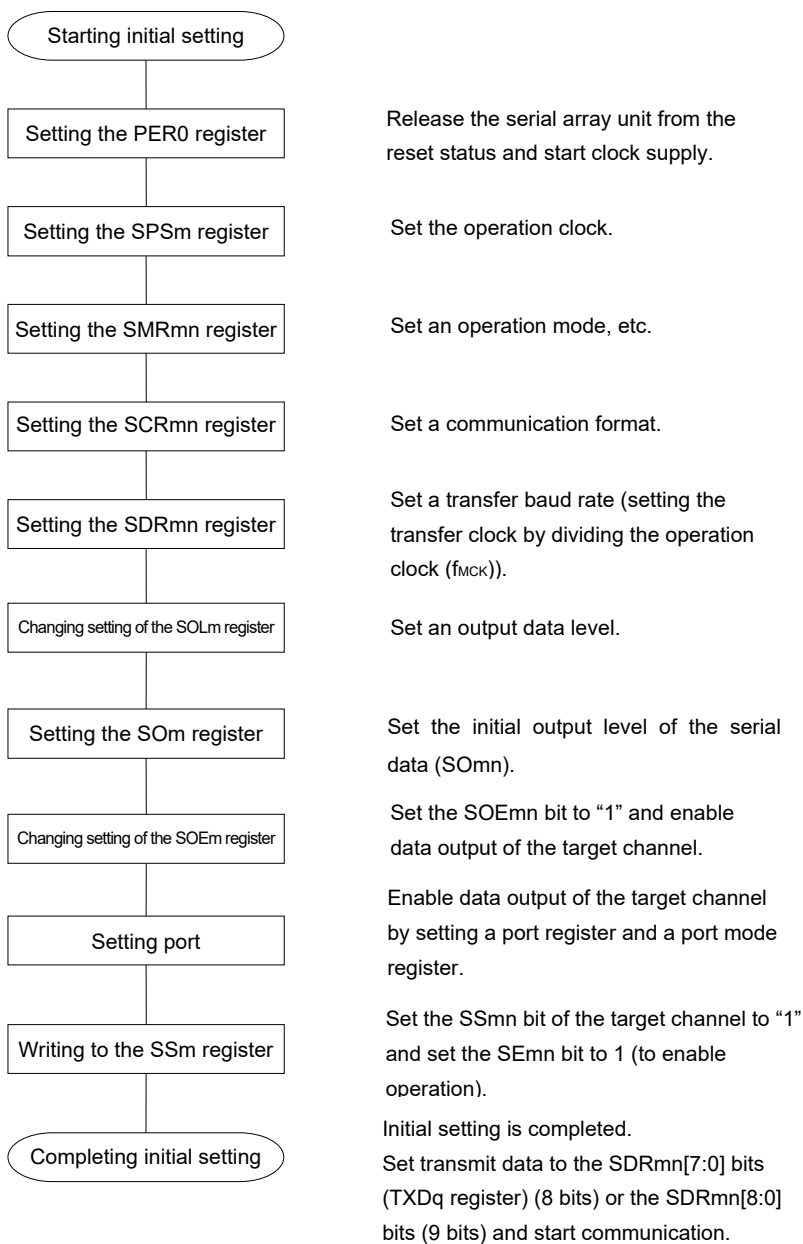 Starting initial setting
Setting the PER0 register
Release the serial array unit from the
reset status and start clock supply.
Setting the SPSm register
Set the operation clock.
Setting the SMRmn register
Set an operation mode, etc.
Setting the SCRmn register
Set a communication format.
Setting the SDRmn register
Set a transfer baud rate (setting the
transfer clock by dividing the operation
clock (fMCK)).
Changing setting of the SOLm register
Set an output data level.
Setting the SOm register
Set the initial output level of the serial
data (SOmn).
Changing setting of the SOEm register
Set the SOEmn bit to “1” and enable
data output of the target channel.
Setting port
Enable data output of the target channel
by setting a port register and a port mode
register.
Writing to the SSm register
Set the SSmn bit of the target channel to “1”
and set the SEmn bit to 1 (to enable
operation).
Completing initial setting
Initial setting is completed.
Set transmit data to the SDRmn[7:0] bits
(TXDq register) (8 bits) or the SDRmn[8:0]
bits (9 bits) and start communication.